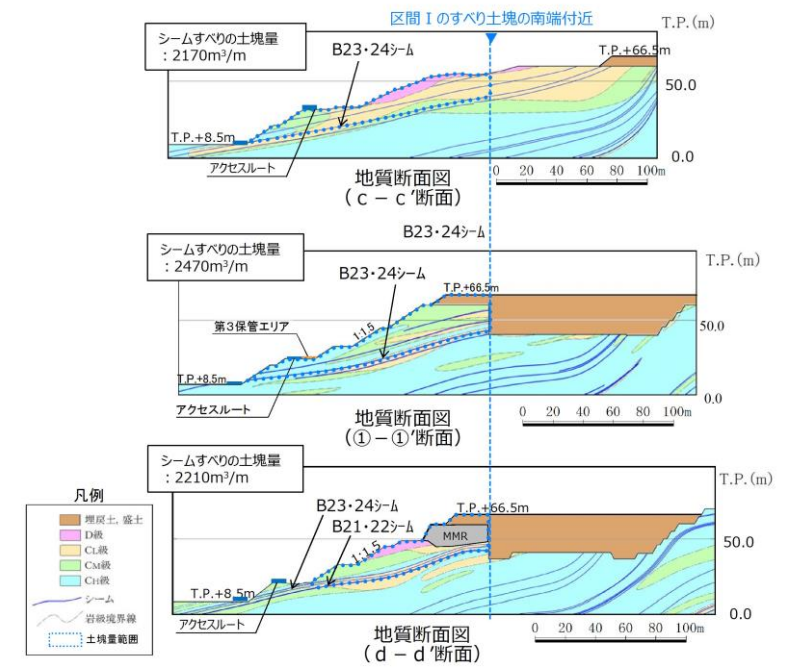 区間Ⅰのすべり土塊の南端付近
T.P.(m)
シームすべりの土塊量
:2170m³/m
B23・24シーム
T.P.+66.5m
50.0
T.P.+8.5m
0.0
アクセスルート
地質断面図
(c-c′断面)
0 20 40 60 80 100m
B23・24シーム
シームすべりの土塊量
:2470m³/m
T.P.(m)
B23・24シーム
T.P.+66.5m
第3保管エリア
1:1.5
50.0
T.P.+8.5m
アクセスルート
0.0
地質断面図
(①-①′断面)
0 20 40 60 80 100m
シームすべりの土塊量
:2210m³/m
T.P.(m)
凡例
埋戻土,盛土
D級
CL級
CM級
CH級
シーム
岩級境界線
土塊量範囲
B23・24シーム
B21・22シーム
T.P.+66.5m
1:1.5
MMR
50.0
T.P.+8.5m
アクセスルート
0.0
地質断面図
(d-d′断面)
0 20 40 60 80 100m